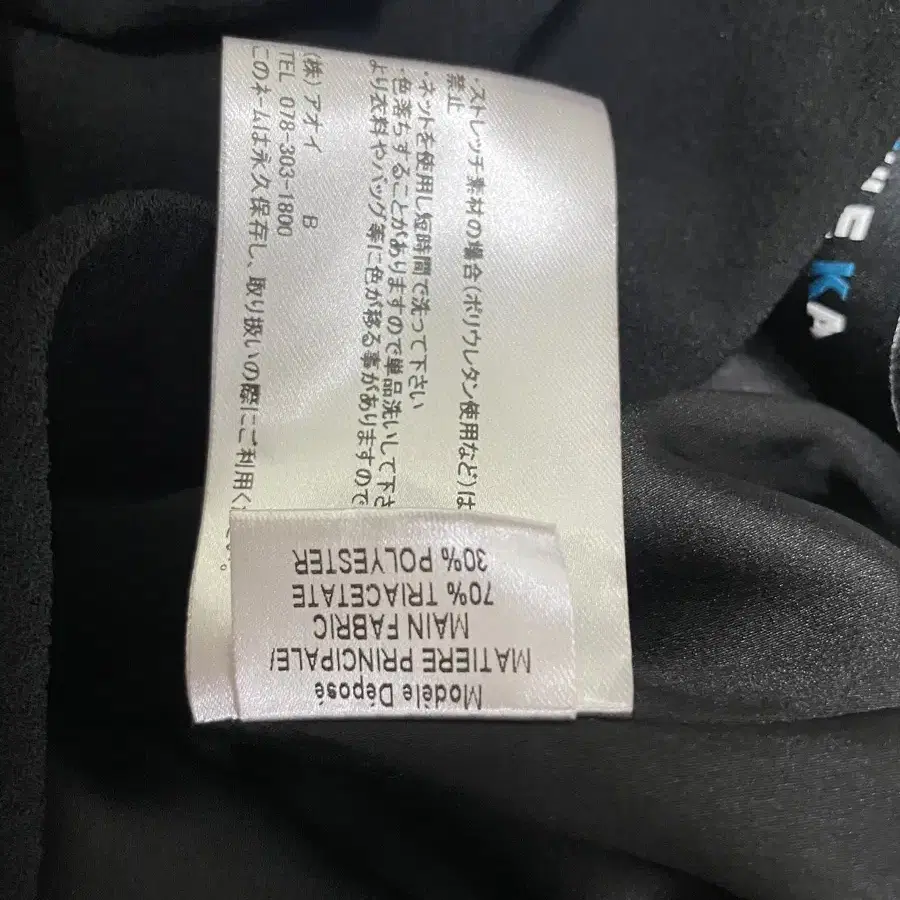 ・ストレッチ素材の場合(ポリウレタン使用など)は
禁止
・ネットを使用し短時間で洗って下さい
・色落ちすることがありますので単品洗いして下さ
より衣料やバッグ等に色が移る事がありますので
(株)アオイ B
TEL 078-303-1800
このネームは永久保存し、取り扱いの際にご利用く
Modèle Déposé
MATIERE PRINCIPALE/
MAIN FABRIC
70% TRIACETATE
30% POLYESTER
KA